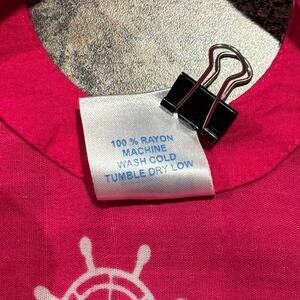 100 % RAYON
MACHINE
WASH COLD
TUMBLE DRY LOW